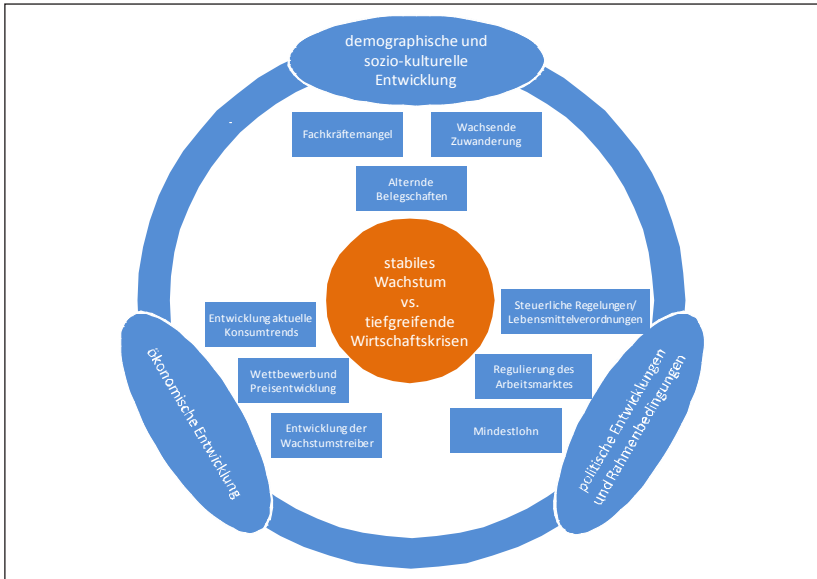 demographische und
sozio-kulturelle
Entwicklung
Fachkräftemangel
Wachsende
Zuwanderung
Alternde
Belegschaften
stabiles
Wachstum
vs.
tiefgreifende
Wirtschaftskrisen
Entwicklung aktuelle
Konsumtrends
Wettbewerb und
Preisentwicklung
Entwicklung der
Wachstumstreiber
Steuerliche Regelungen/
Lebensmittelverordnungen
Regulierung des
Arbeitsmarktes
Mindestlohn
ökonomische Entwicklung
politische Entwicklungen
und Rahmenbedingungen